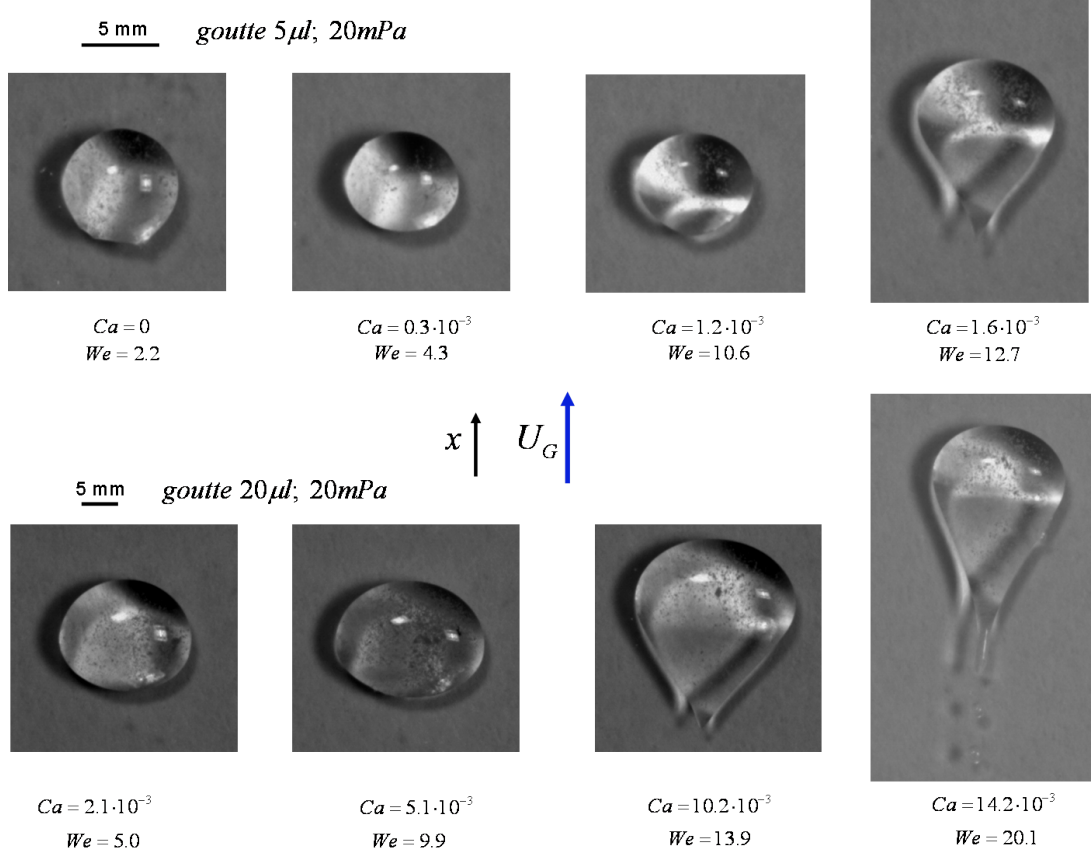 5 mm
goutte 5μl; 20mPa
Ca = 0
We = 2.2
Ca = 0.3·10⁻³
We = 4.3
Ca = 1.2·10⁻³
We = 10.6
Ca = 1.6·10⁻³
We = 12.7
x
U_G
5 mm
goutte 20μl; 20mPa
Ca = 2.1·10⁻³
We = 5.0
Ca = 5.1·10⁻³
We = 9.9
Ca = 10.2·10⁻³
We = 13.9
Ca = 14.2·10⁻³
We = 20.1